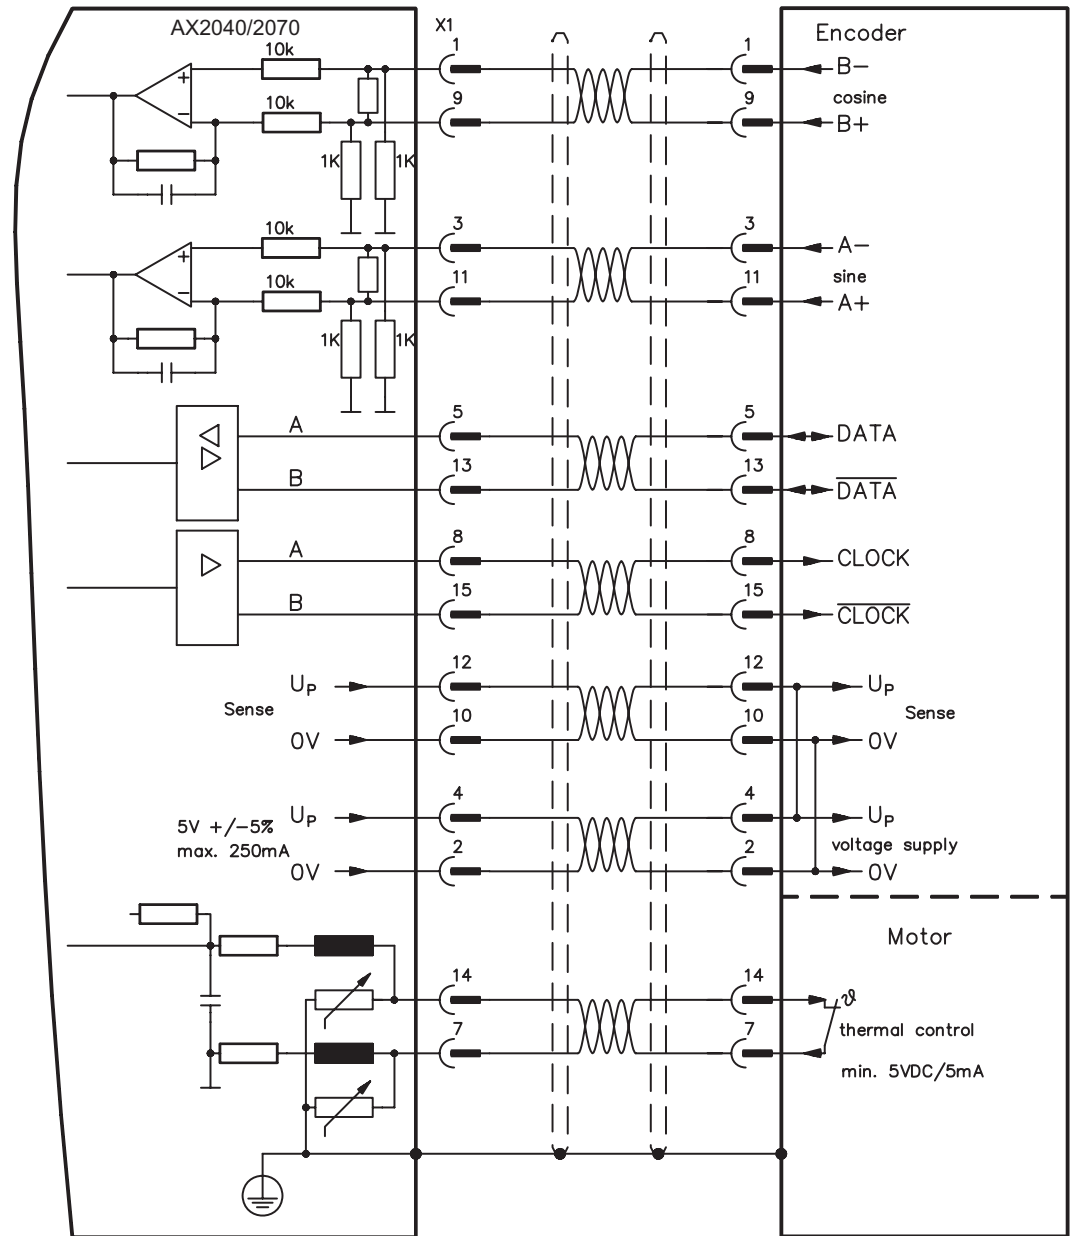 AX2040/2070
X1
Encoder
10k
1
1
B−
cosine
10k
9
9
B+
1K
1K
10k
3
3
A−
sine
10k
11
11
A+
1K
1K
A
5
5
DATA
B
13
13
DATA
A
8
8
CLOCK
B
15
15
CLOCK
UP
12
12
UP
Sense
Sense
0V
10
10
0V
5V +/−5%
max. 250mA
UP
4
4
UP
voltage supply
0V
2
2
0V
Motor
14
14
ϑ
thermal control
7
7
min. 5VDC/5mA